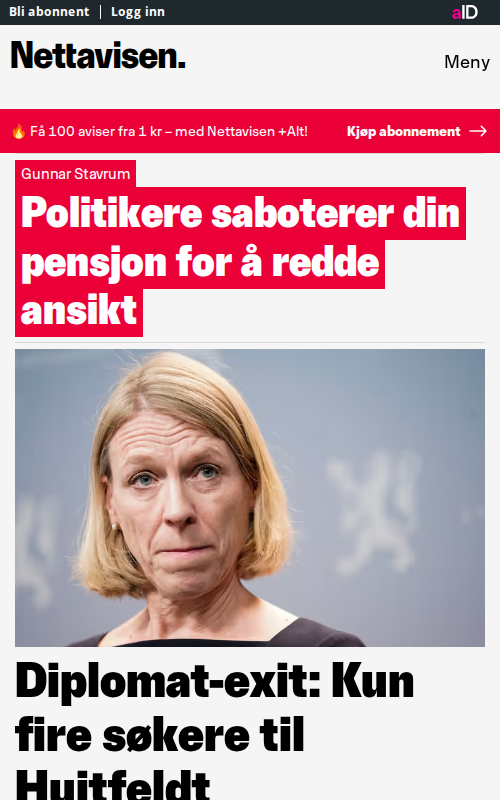 Bli abonnent | Logg inn
aID
Nettavisen.
Meny
🔥 Få 100 aviser fra 1 kr – med Nettavisen +Alt!
Kjøp abonnement →
Gunnar Stavrum
Politikere saboterer din
pensjon for å redde
ansikt
Diplomat-exit: Kun
fire søkere til
Huitfeldt